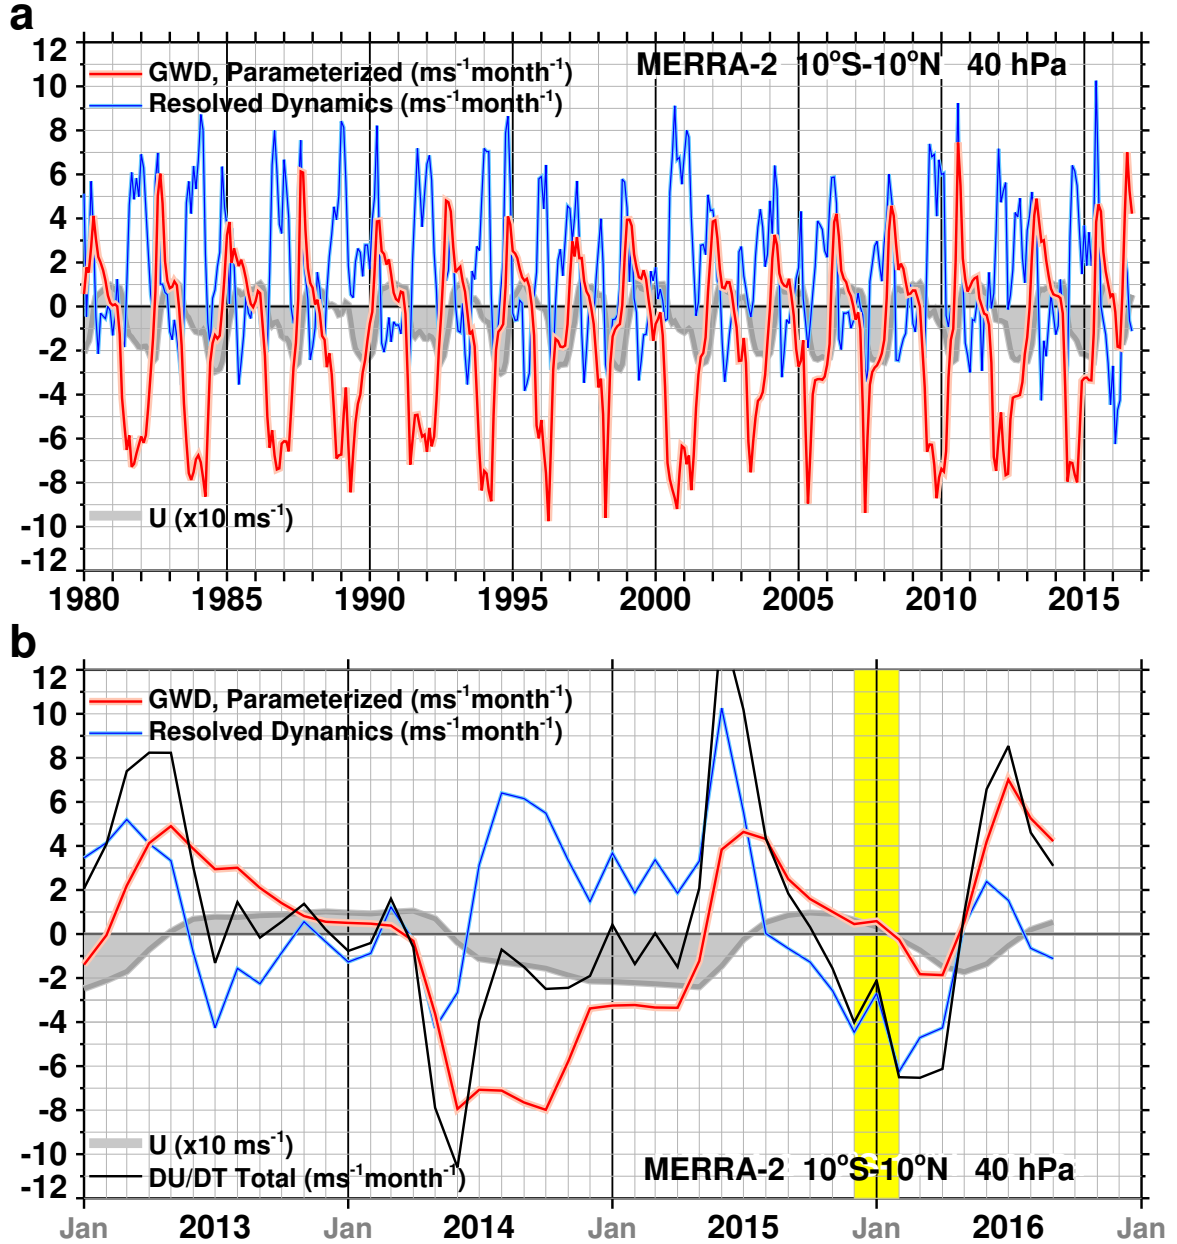 a
GWD, Parameterized (ms-1month-1)
MERRA-2 10oS-10oN 40 hPa
Resolved Dynamics (ms-1month-1)
12
10
8
6
4
2
0
-2
-4
-6
-8
-10
-12
U (x10 ms-1)
1980 1985 1990 1995 2000 2005 2010 2015
b
GWD, Parameterized (ms-1month-1)
Resolved Dynamics (ms-1month-1)
12
10
8
6
4
2
0
-2
-4
-6
-8
-10
-12
U (x10 ms-1)
DU/DT Total (ms-1month-1)
MERRA-2 10oS-10oN 40 hPa
Jan 2013 Jan 2014 Jan 2015 Jan 2016 Jan